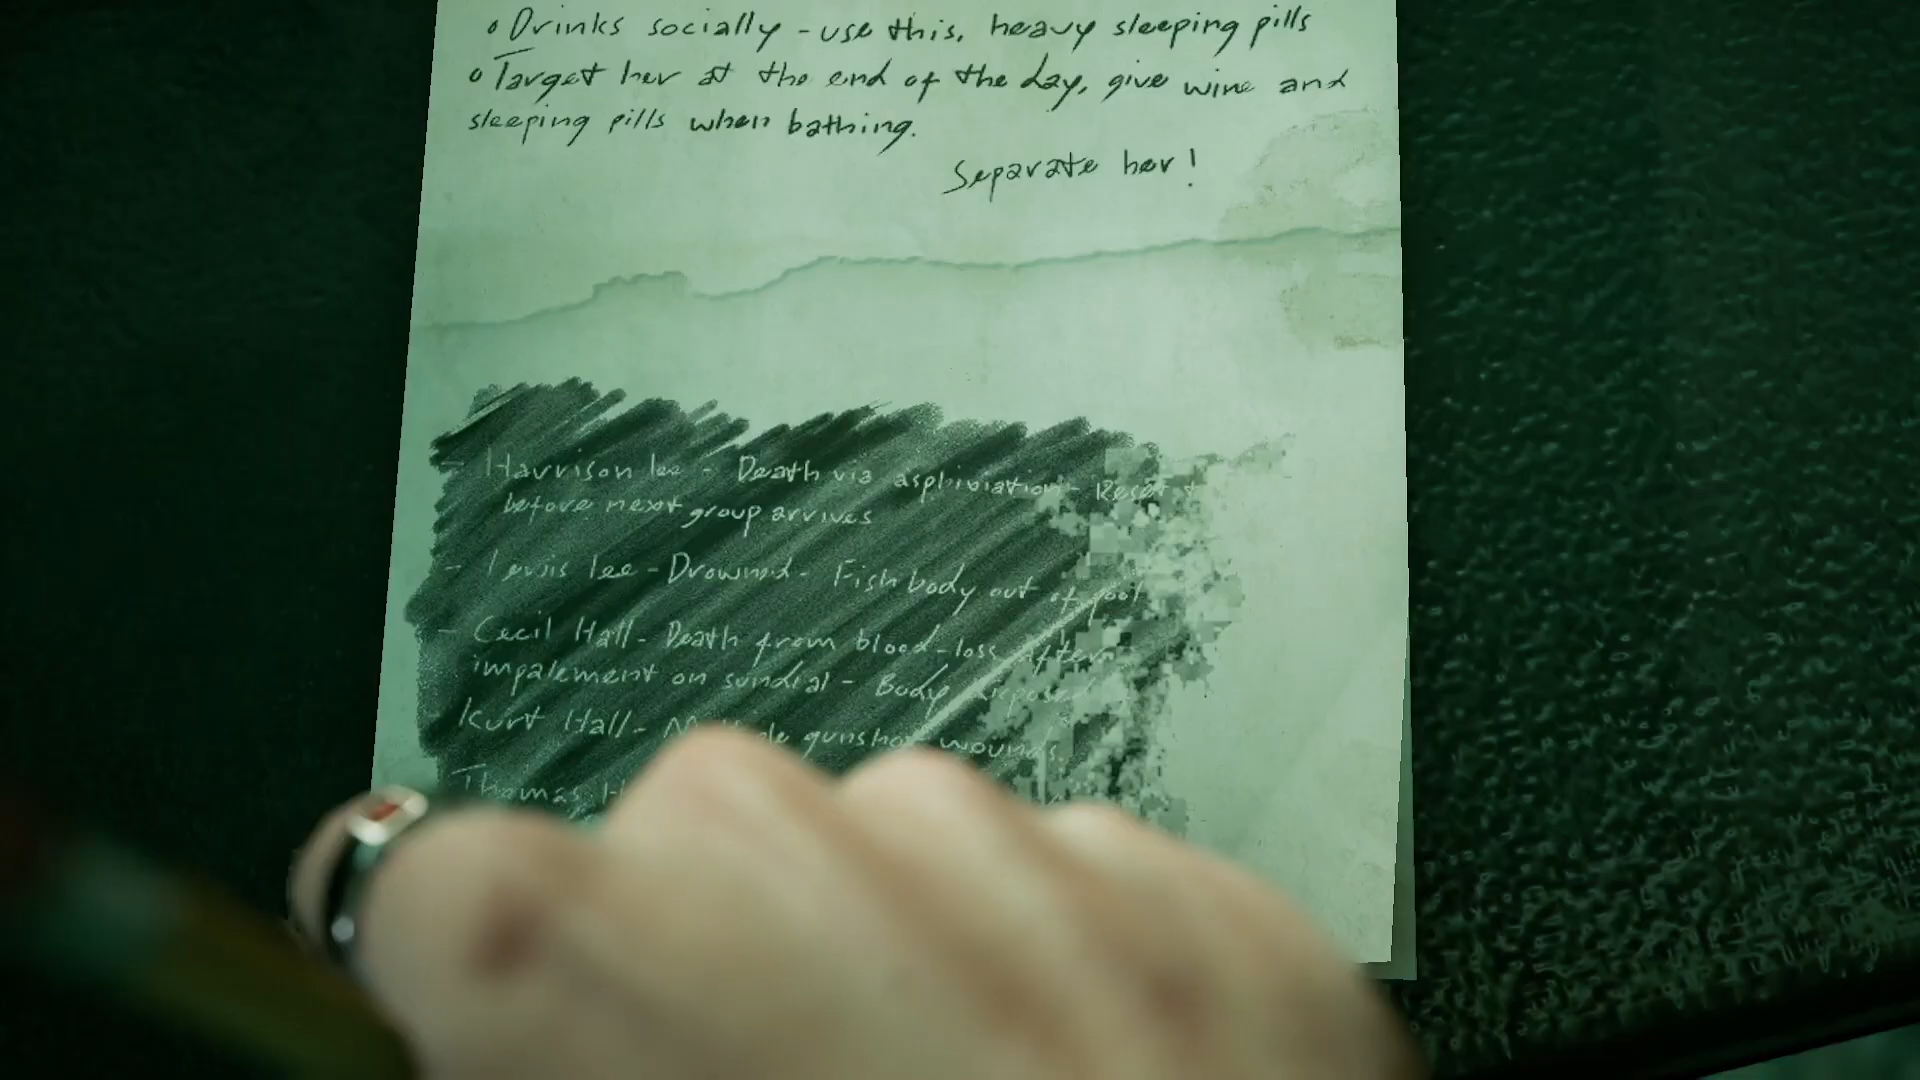 Drinks socially - use this, heavy sleeping pills
Target her at the end of the day, give wine and
sleeping pills when bathing.
Separate her!
- Harrison lee - Death via asphixiation - Reset
before next group arrives
- Lewis lee - Drowned - Fish body out of pool
- Cecil Hall - Death from blood-loss after
impalement on sundial - Body disposed
Kurt Hall - gunshot wounds
Thomas